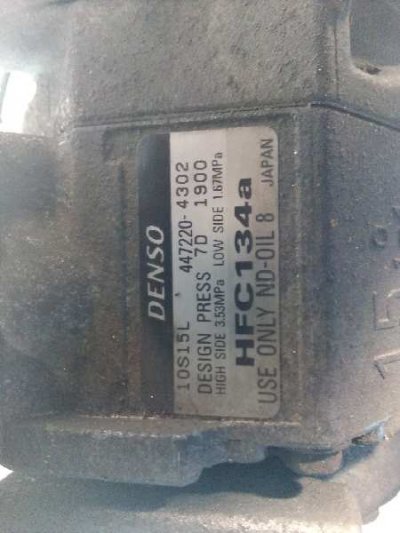 DENSO
10S15L 447220-4302
DESIGN PRESS 7D 1900
HIGH SIDE 3.53MPa LOW SIDE 1.67MPa
HFC134a
USE ONLY ND-OIL 8 JAPAN